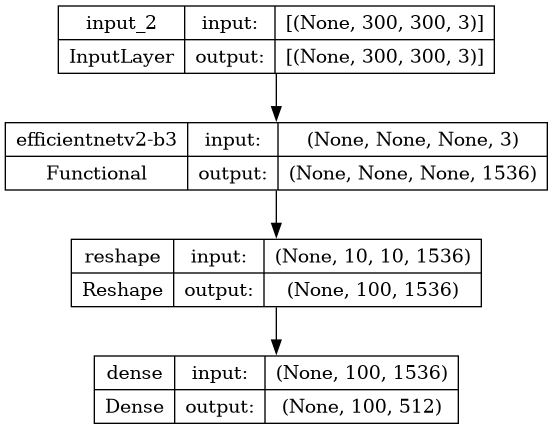 input_2 input: [(None, 300, 300, 3)]
InputLayer output: [(None, 300, 300, 3)]
efficientnetv2-b3 input: (None, None, None, 3)
Functional output: (None, None, None, 1536)
reshape input: (None, 10, 10, 1536)
Reshape output: (None, 100, 1536)
dense input: (None, 100, 1536)
Dense output: (None, 100, 512)